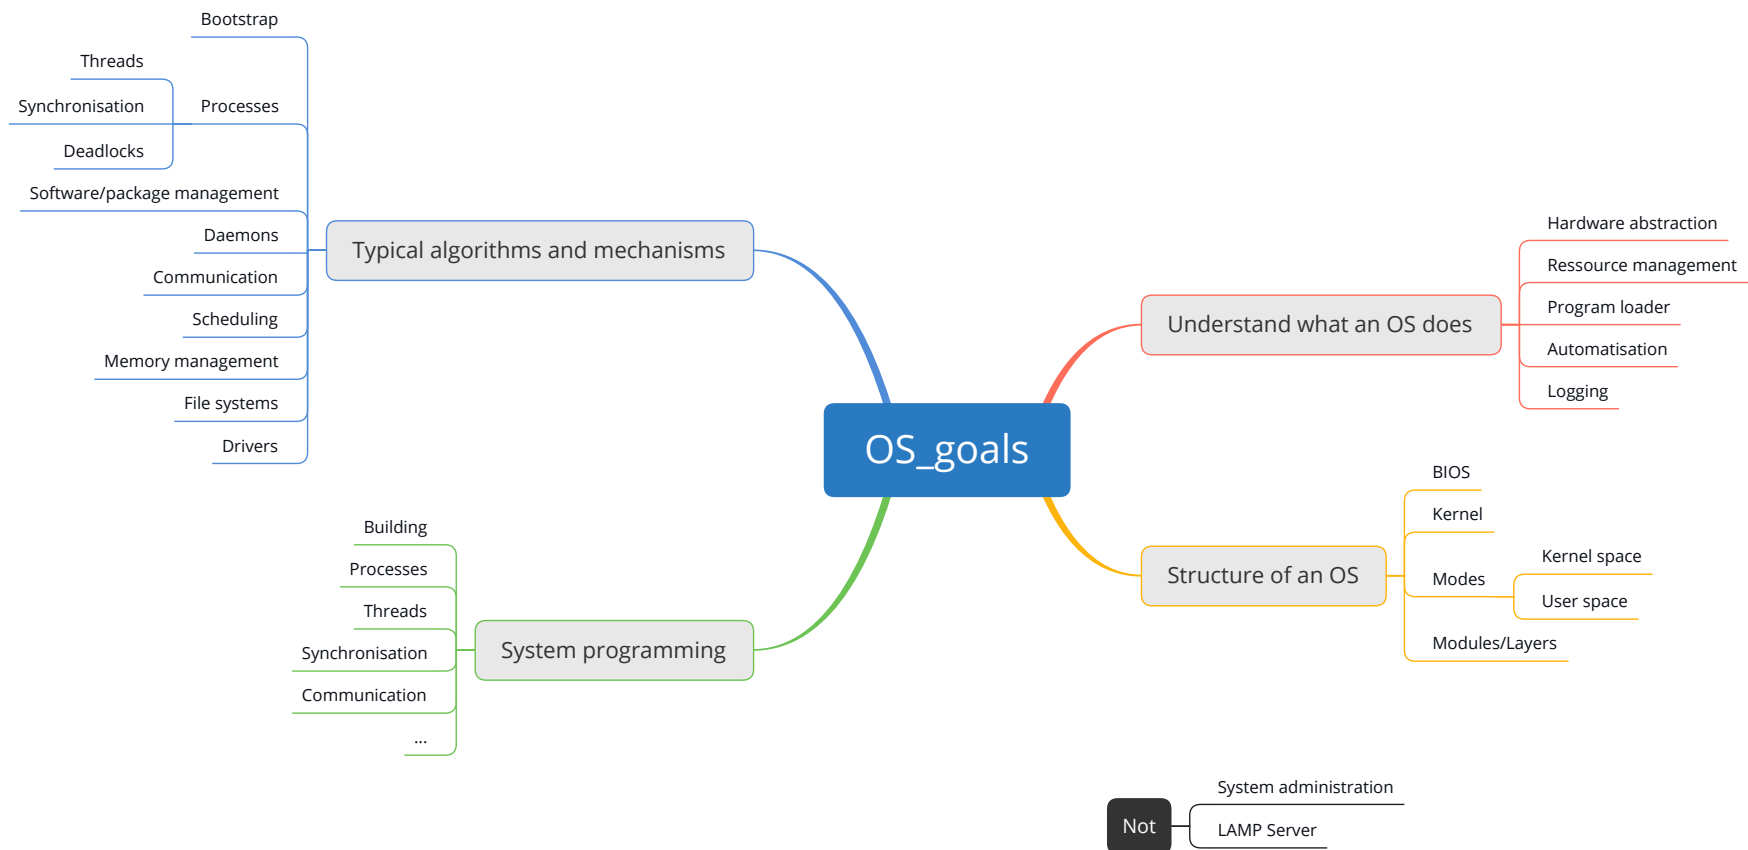 OS_goals
Typical algorithms and mechanisms
Bootstrap
Processes
Threads
Synchronisation
Deadlocks
Software/package management
Daemons
Communication
Scheduling
Memory management
File systems
Drivers
System programming
Building
Processes
Threads
Synchronisation
Communication
...
Understand what an OS does
Hardware abstraction
Ressource management
Program loader
Automatisation
Logging
Structure of an OS
BIOS
Kernel
Modes
Kernel space
User space
Modules/Layers
Not
System administration
LAMP Server